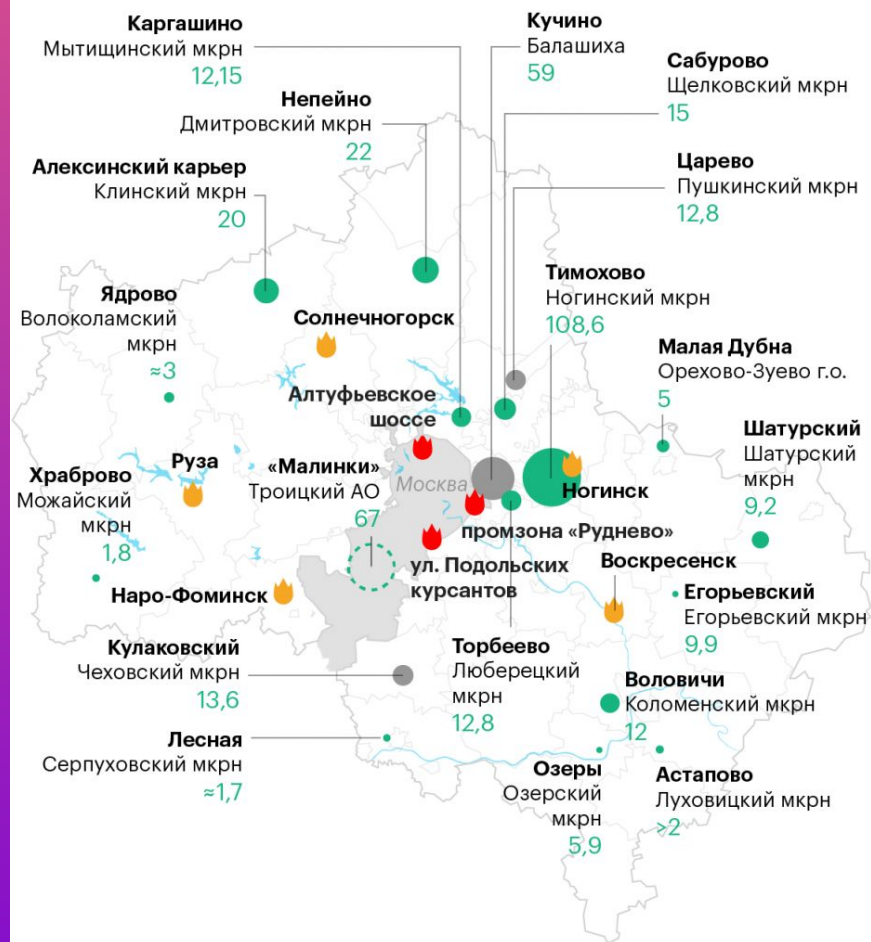 Каргашино
Мытищинский мкрн
12,15
Кучино
Балашиха
59
Сабурово
Щелковский мкрн
15
Непейно
Дмитровский мкрн
22
Царево
Пушкинский мкрн
12,8
Алексинский карьер
Клинский мкрн
20
Тимохово
Ногинский мкрн
108,6
Ядрово
Волоколамский
мкрн
≈3
Солнечногорск
Малая Дубна
Орехово-Зуево г.о.
5
Алтуфьевское
шоссе
Шатурский
Шатурский
мкрн
9,2
Храброво
Можайский
мкрн
1,8
Руза
«Малинки»
Троицкий АО
67
Москва
Ногинск
промзона «Руднево»
ул. Подольских
курсантов
Воскресенск
Наро-Фоминск
Егорьевский
Егорьевский мкрн
9,9
Кулаковский
Чеховский мкрн
13,6
Торбеево
Люберецкий
мкрн
12,8
Воловичи
Коломенский мкрн
12
Лесная
Серпуховский мкрн
≈1,7
Озеры
Озерский
мкрн
5,9
Астапово
Луховицкий мкрн
>2